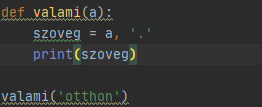 def valami(a):
    szoveg = a, '.'
    print(szoveg)
valami('otthon')